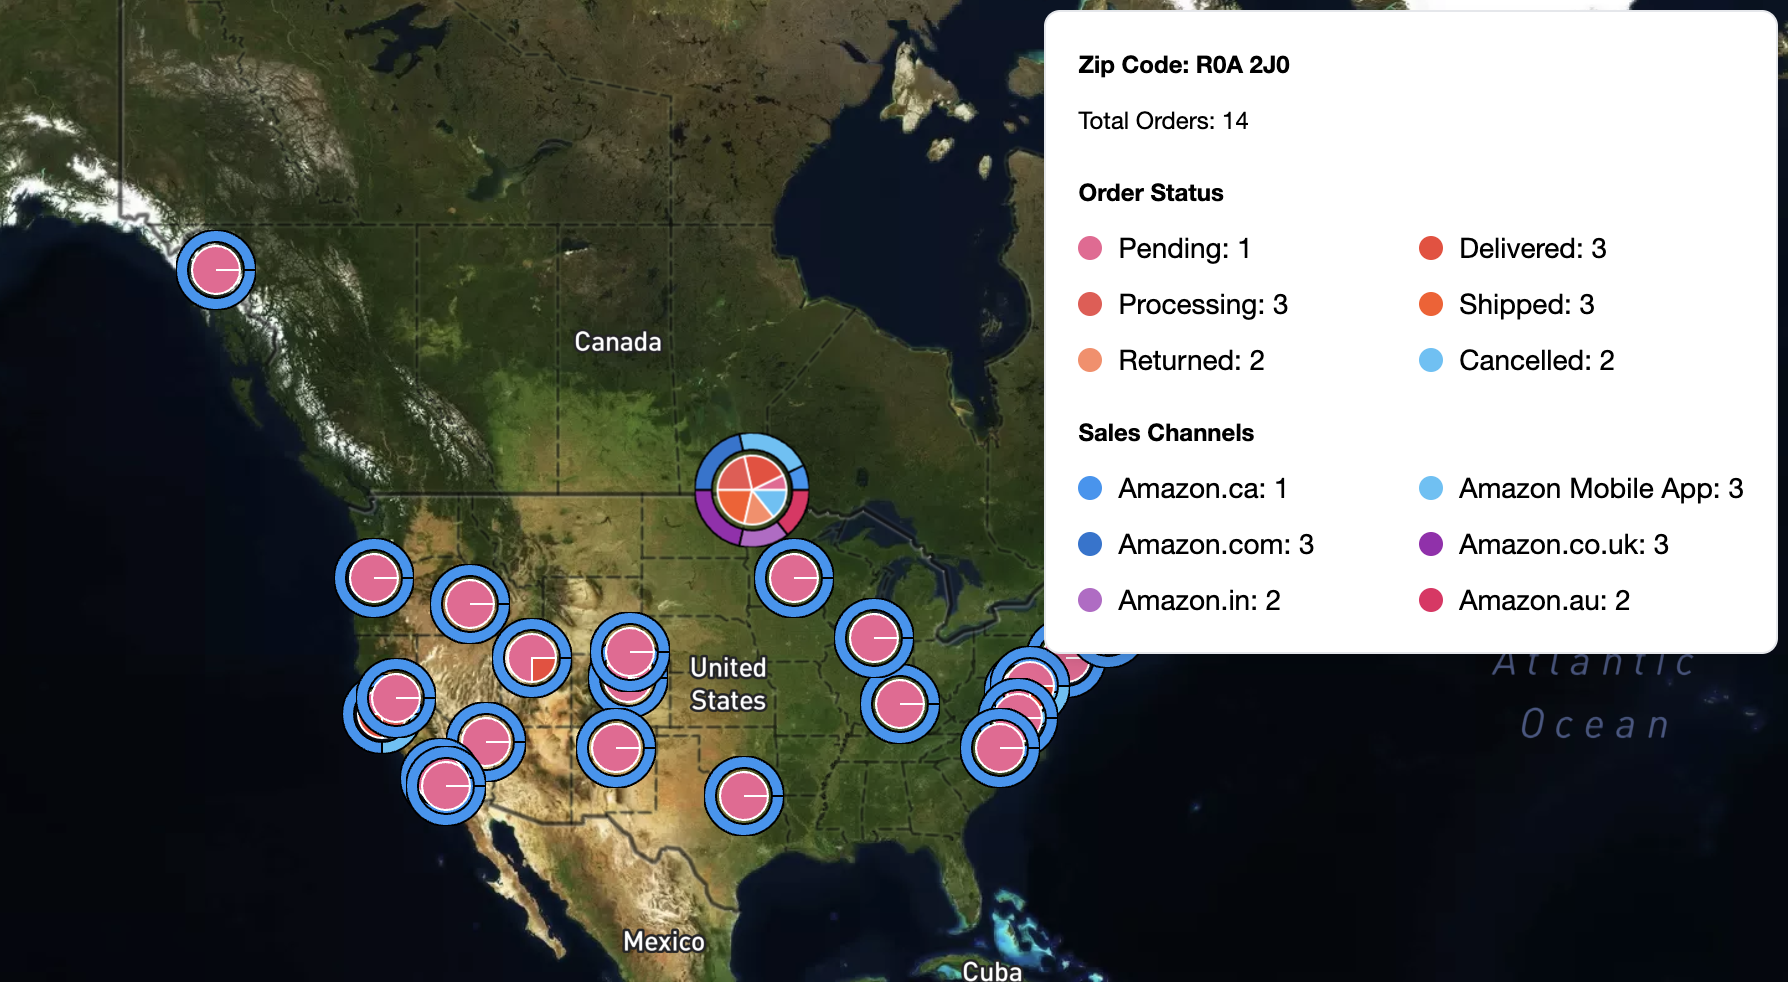 Zip Code: R0A 2J0
Total Orders: 14
Order Status
Pending: 1
Delivered: 3
Processing: 3
Shipped: 3
Returned: 2
Cancelled: 2
Sales Channels
Amazon.ca: 1
Amazon Mobile App: 3
Amazon.com: 3
Amazon.co.uk: 3
Amazon.in: 2
Amazon.au: 2
Canada
United
States
Atlantic
Ocean
Mexico
Cuba